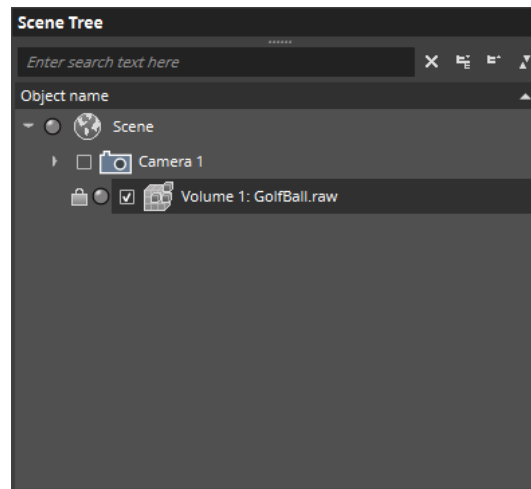 Scene Tree
Enter search text here
Object name
Scene
Camera 1
Volume 1: GolfBall.raw